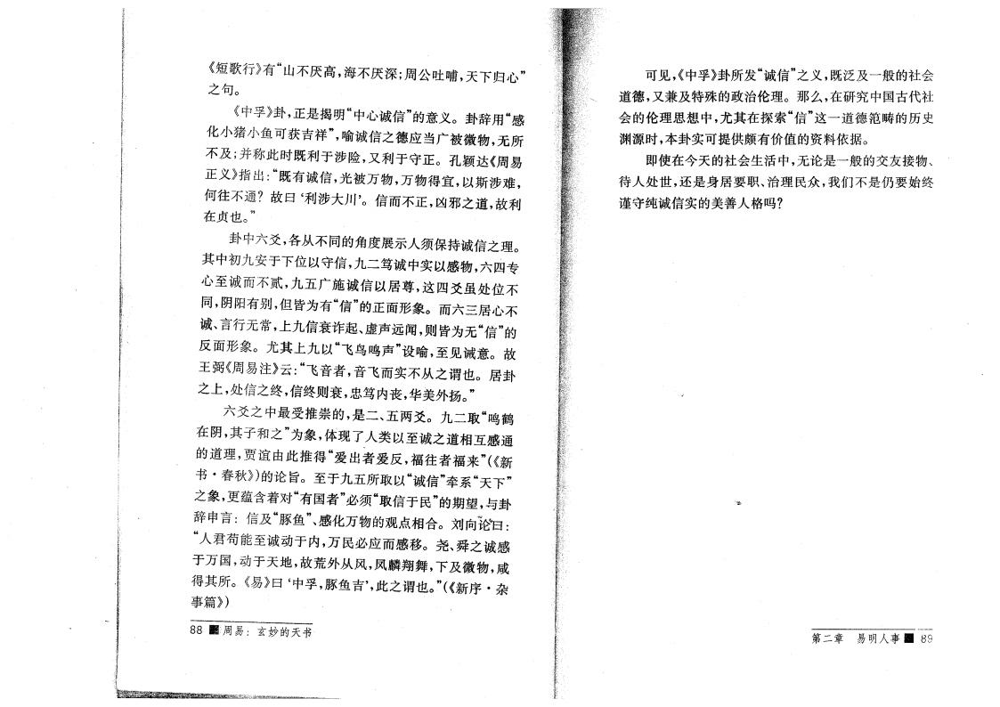 《短歌行》有“山不厌高，海不厌深；周公吐哺，天下归心”
之句。
《中孚》卦，正是揭明“中心诚信”的意义。卦辞用“感
化小猪小鱼可获吉祥”，喻诚信之德应当广被微物，无所
不及；并称此时既利于涉险，又利于守正。孔颖达《周易
正义》指出：“既有诚信，光被万物，万物得宜，以斯涉难，
何往不通？故曰‘利涉大川’。信而不正，凶邪之道，故利
在贞也。”
卦中六爻，各从不同的角度展示人须保持诚信之理。
其中初九安于下位以守信，九二笃诚中实以感物，六四专
心至诚而不贰，九五广施诚信以居尊，这四爻虽处位不
同，阴阳有别，但皆为有“信”的正面形象。而六三居心不
诚、言行无常，上九信衰诈起、虚声远闻，则皆为无“信”的
反面形象。尤其上九以“飞鸟鸣声”设喻，至见诫意。故
王弼《周易注》云：“飞音者，音飞而实不从之谓也。居卦
之上，处信之终，信终则衰，忠笃内丧，华美外扬。”
六爻之中最受推崇的，是二、五两爻。九二取“鸣鹤
在阴，其子和之”为象，体现了人类以至诚之道相互感通
的道理，贾谊由此推得“爱出者爱反，福往者福来”（《新
书·春秋》）的论旨。至于九五所取以“诚信”牵系“天下”
之象，更蕴含着对“有国者”必须“取信于民”的期望，与卦
辞申言：信及“豚鱼”、感化万物的观点相合。刘向论曰：
“人君苟能至诚动于内，万民必应而感移。尧、舜之诚感
于万国，动于天地，故荒外从风，凤麟翔舞，下及微物，咸
得其所。《易》曰‘中孚，豚鱼吉’，此之谓也。”（《新序·杂
事篇》）
88 ■ 周易：玄妙的天书
可见，《中孚》卦所发“诚信”之义，既泛及一般的社会
道德，又兼及特殊的政治伦理。那么，在研究中国古代社
会的伦理思想中，尤其在探索“信”这一道德范畴的历史
渊源时，本卦实可提供颇有价值的资料依据。
即使在今天的社会生活中，无论是一般的交友接物、
待人处世，还是身居要职、治理民众，我们不是仍要始终
谨守纯诚信实的美善人格吗？
第二章　易明人事 ■ 89